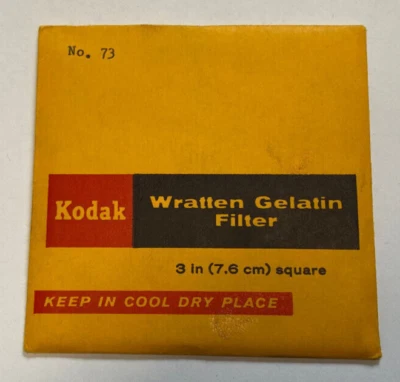 No. 73
Kodak
Wratten Gelatin
Filter
3 in (7.6 cm) square
KEEP IN COOL DRY PLACE